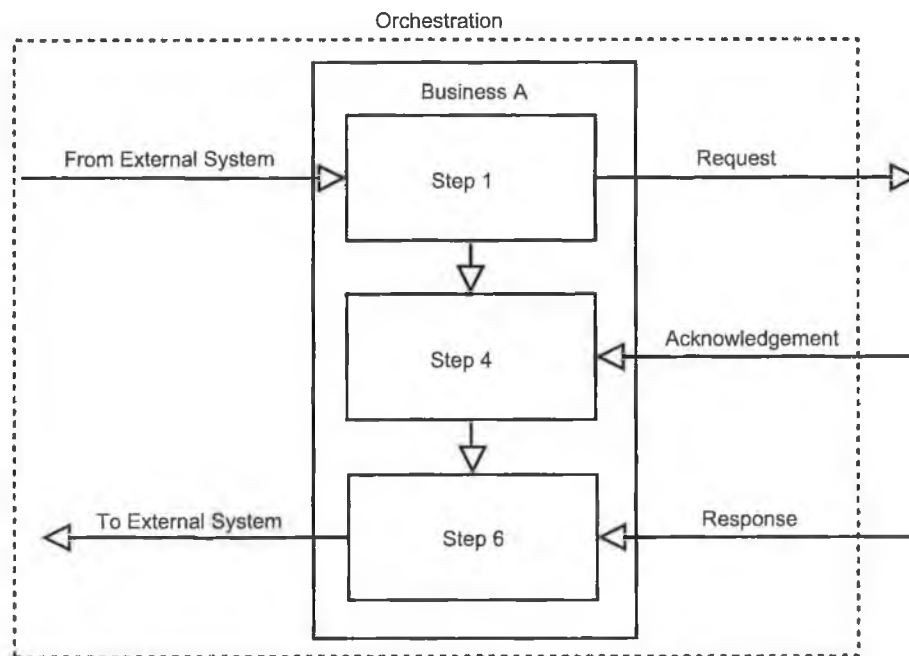 Orchestration
Business A
From External System
Step 1
Request
Step 4
Acknowledgement
To External System
Step 6
Response